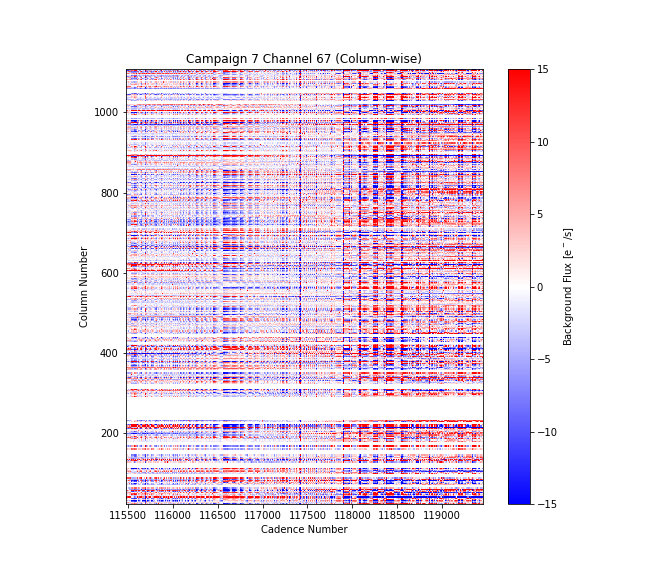 Campaign 7 Channel 67 (Column-wise)
1000
800
600
400
200
Column Number
115500 116000 116500 117000 117500 118000 118500 119000
Cadence Number
15
10
5
0
−5
−10
−15
Background Flux [e⁻/s]